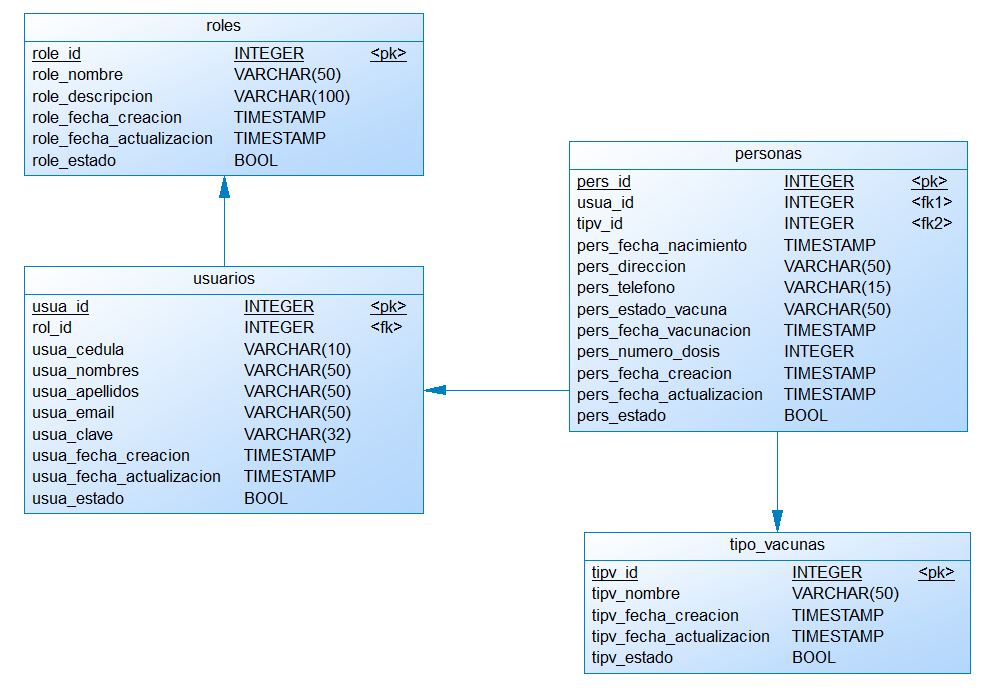 roles
role_id INTEGER <pk>
role_nombre VARCHAR(50)
role_descripcion VARCHAR(100)
role_fecha_creacion TIMESTAMP
role_fecha_actualizacion TIMESTAMP
role_estado BOOL
usuarios
usua_id INTEGER <pk>
rol_id INTEGER <fk>
usua_cedula VARCHAR(10)
usua_nombres VARCHAR(50)
usua_apellidos VARCHAR(50)
usua_email VARCHAR(50)
usua_clave VARCHAR(32)
usua_fecha_creacion TIMESTAMP
usua_fecha_actualizacion TIMESTAMP
usua_estado BOOL
personas
pers_id INTEGER <pk>
usua_id INTEGER <fk1>
tipv_id INTEGER <fk2>
pers_fecha_nacimiento TIMESTAMP
pers_direccion VARCHAR(50)
pers_telefono VARCHAR(15)
pers_estado_vacuna VARCHAR(50)
pers_fecha_vacunacion TIMESTAMP
pers_numero_dosis INTEGER
pers_fecha_creacion TIMESTAMP
pers_fecha_actualizacion TIMESTAMP
pers_estado BOOL
tipo_vacunas
tipv_id INTEGER <pk>
tipv_nombre VARCHAR(50)
tipv_fecha_creacion TIMESTAMP
tipv_fecha_actualizacion TIMESTAMP
tipv_estado BOOL